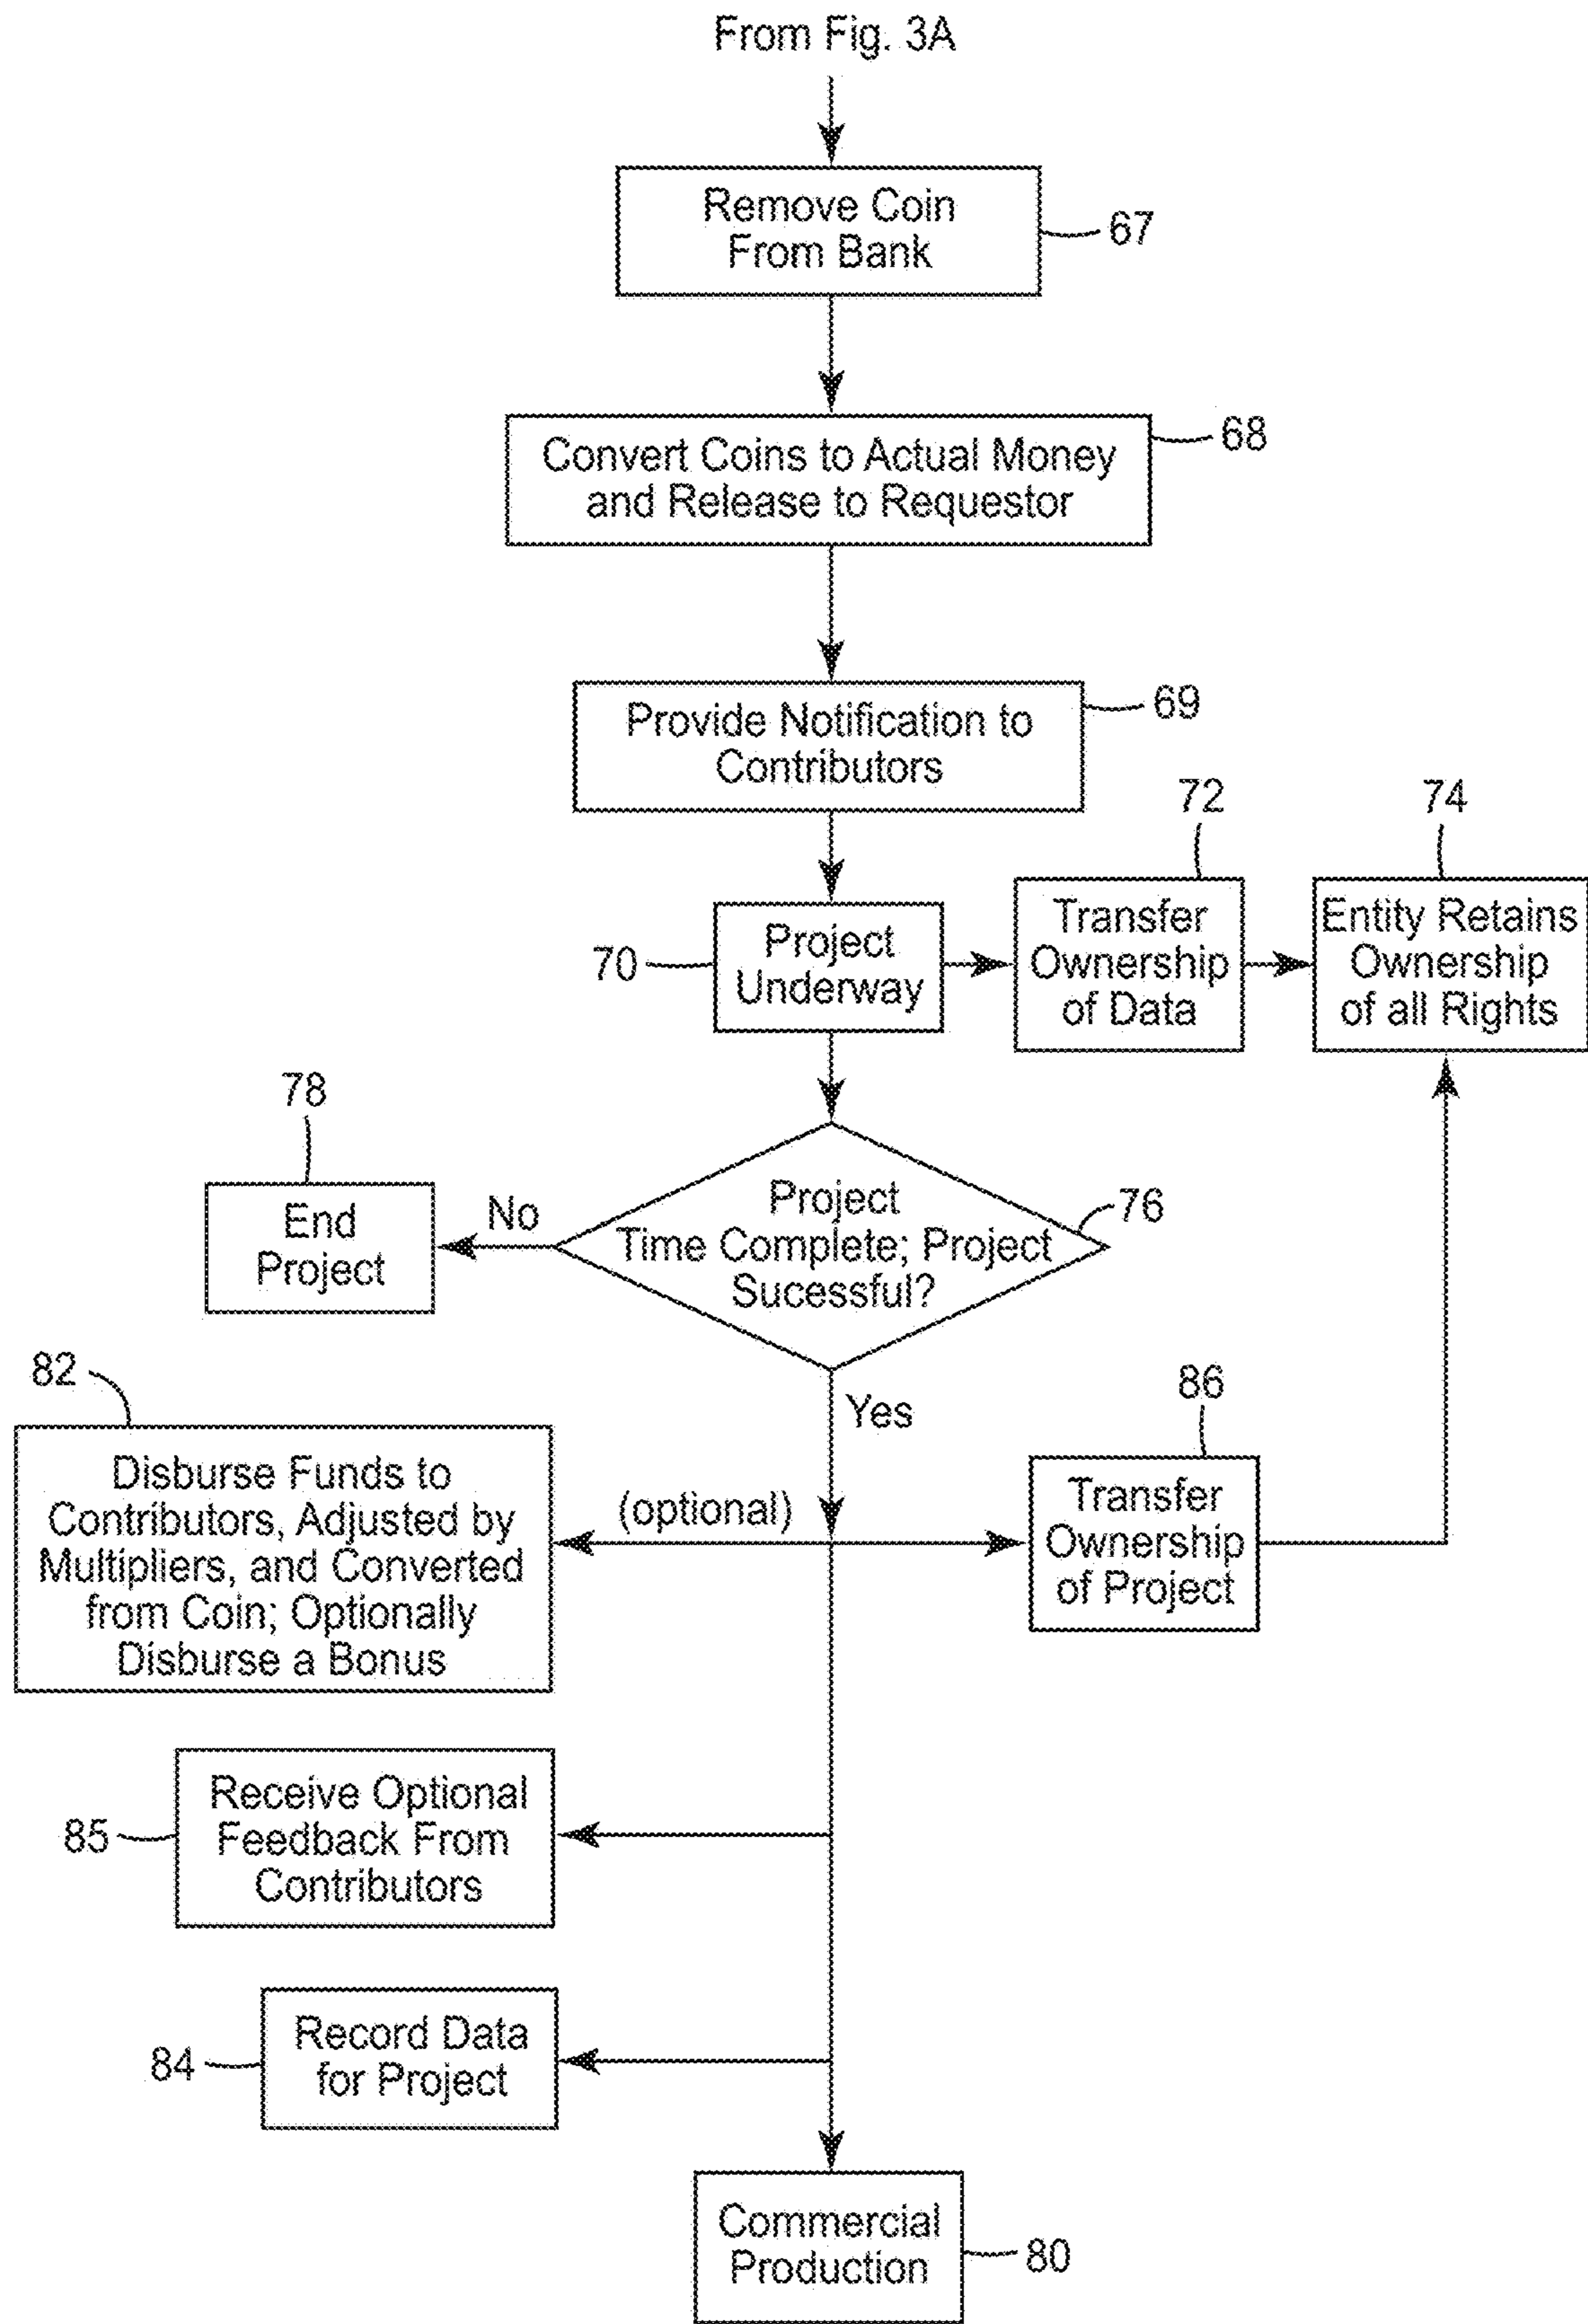 From Fig. 3A
Remove Coin
From Bank
67
Convert Coins to Actual Money
and Release to Requestor
68
Provide Notification to
Contributors
69
72
74
70
Project
Underway
Transfer
Ownership
of Data
Entity Retains
Ownership
of all Rights
78
End
Project
No
Project
Time Complete; Project
Sucessful?
76
82
Yes
86
Disburse Funds to
Contributors, Adjusted by
Multipliers, and Converted
from Coin; Optionally
Disburse a Bonus
(optional)
Transfer
Ownership
of Project
85
Receive Optional
Feedback From
Contributors
84
Record Data
for Project
Commercial
Production
80